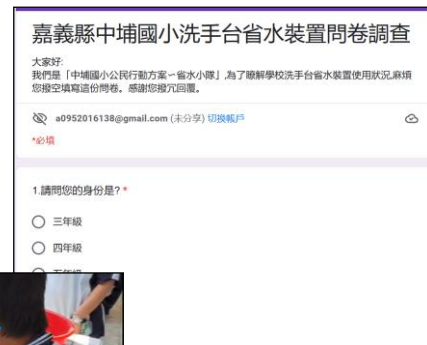 嘉義縣中埔國小洗手台省水裝置問卷調查
大家好:
我們是「中埔國小公民行動方案~省水小隊」,為了瞭解學校洗手台省水裝置使用狀況,麻煩
您撥空填寫這份問卷。感謝您撥冗回覆。
a0952016138@gmail.com (未分享) 切換帳戶
*必填
1.請問您的身份是? *
三年級
四年級